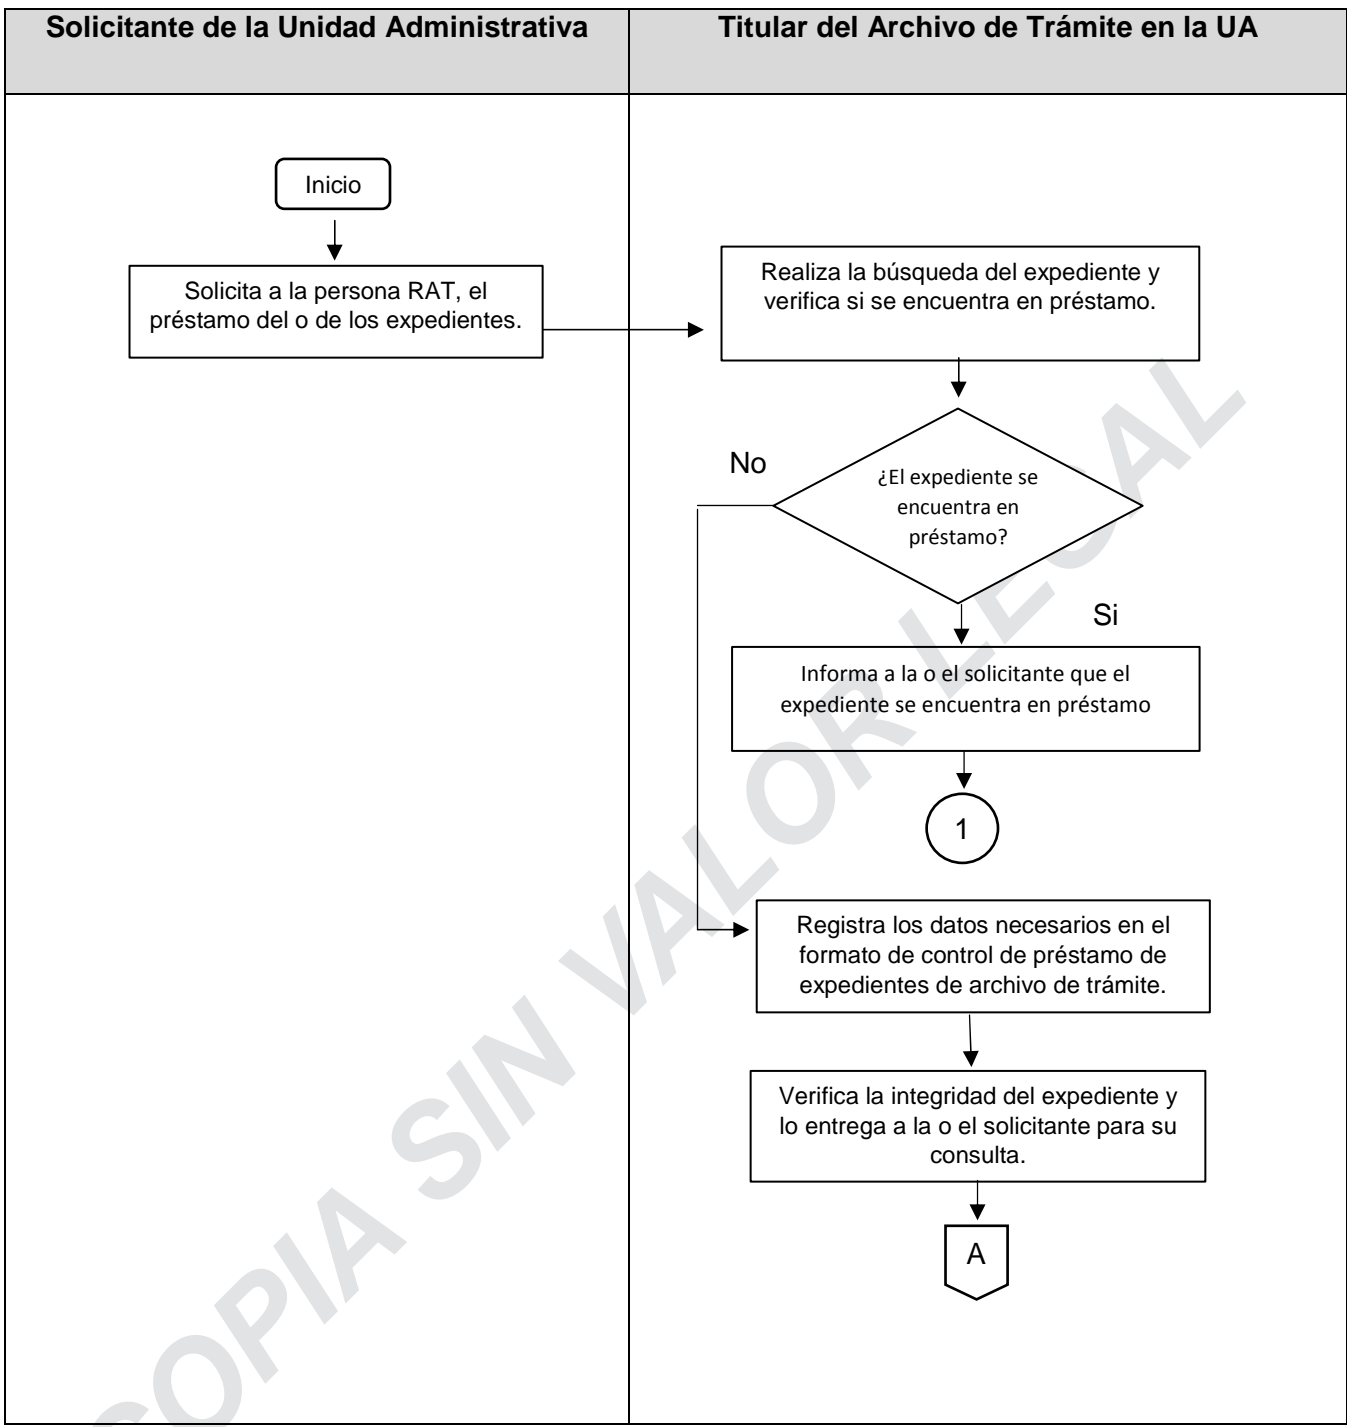 Solicitante de la Unidad Administrativa
Titular del Archivo de Trámite en la UA
Inicio
Solicita a la persona RAT, el
préstamo del o de los expedientes.
Realiza la búsqueda del expediente y
verifica si se encuentra en préstamo.
No
¿El expediente se
encuentra en
préstamo?
Si
Informa a la o el solicitante que el
expediente se encuentra en préstamo
1
Registra los datos necesarios en el
formato de control de préstamo de
expedientes de archivo de trámite.
Verifica la integridad del expediente y
lo entrega a la o el solicitante para su
consulta.
A
COPIA SIN VALOR LEGAL